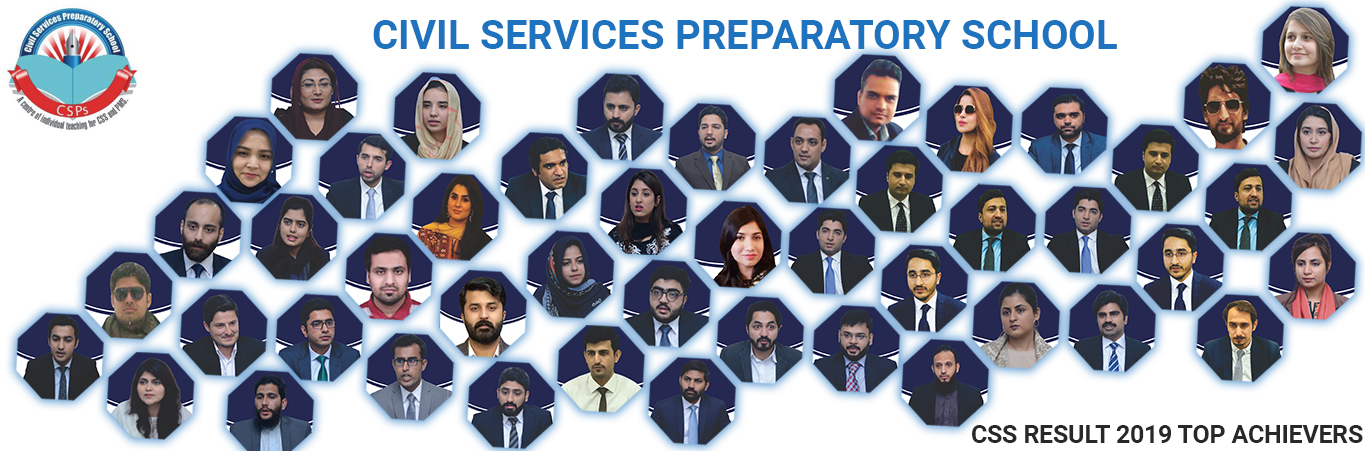 CIVIL SERVICES PREPARATORY SCHOOL
Civil Services Preparatory School
CSPs
A centre of individual teaching for CSS and PMS.
CSS RESULT 2019 TOP ACHIEVERS